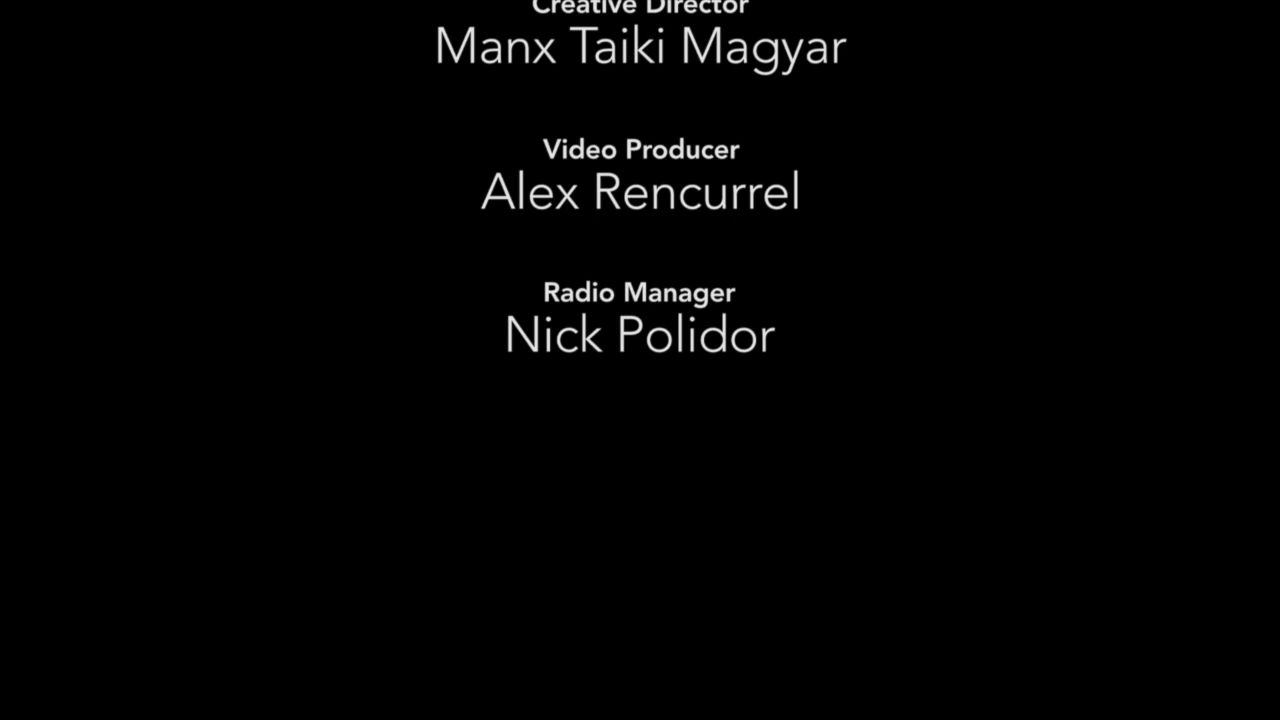 Creative Director
Manx Taiki Magyar
Video Producer
Alex Rencurrel
Radio Manager
Nick Polidor